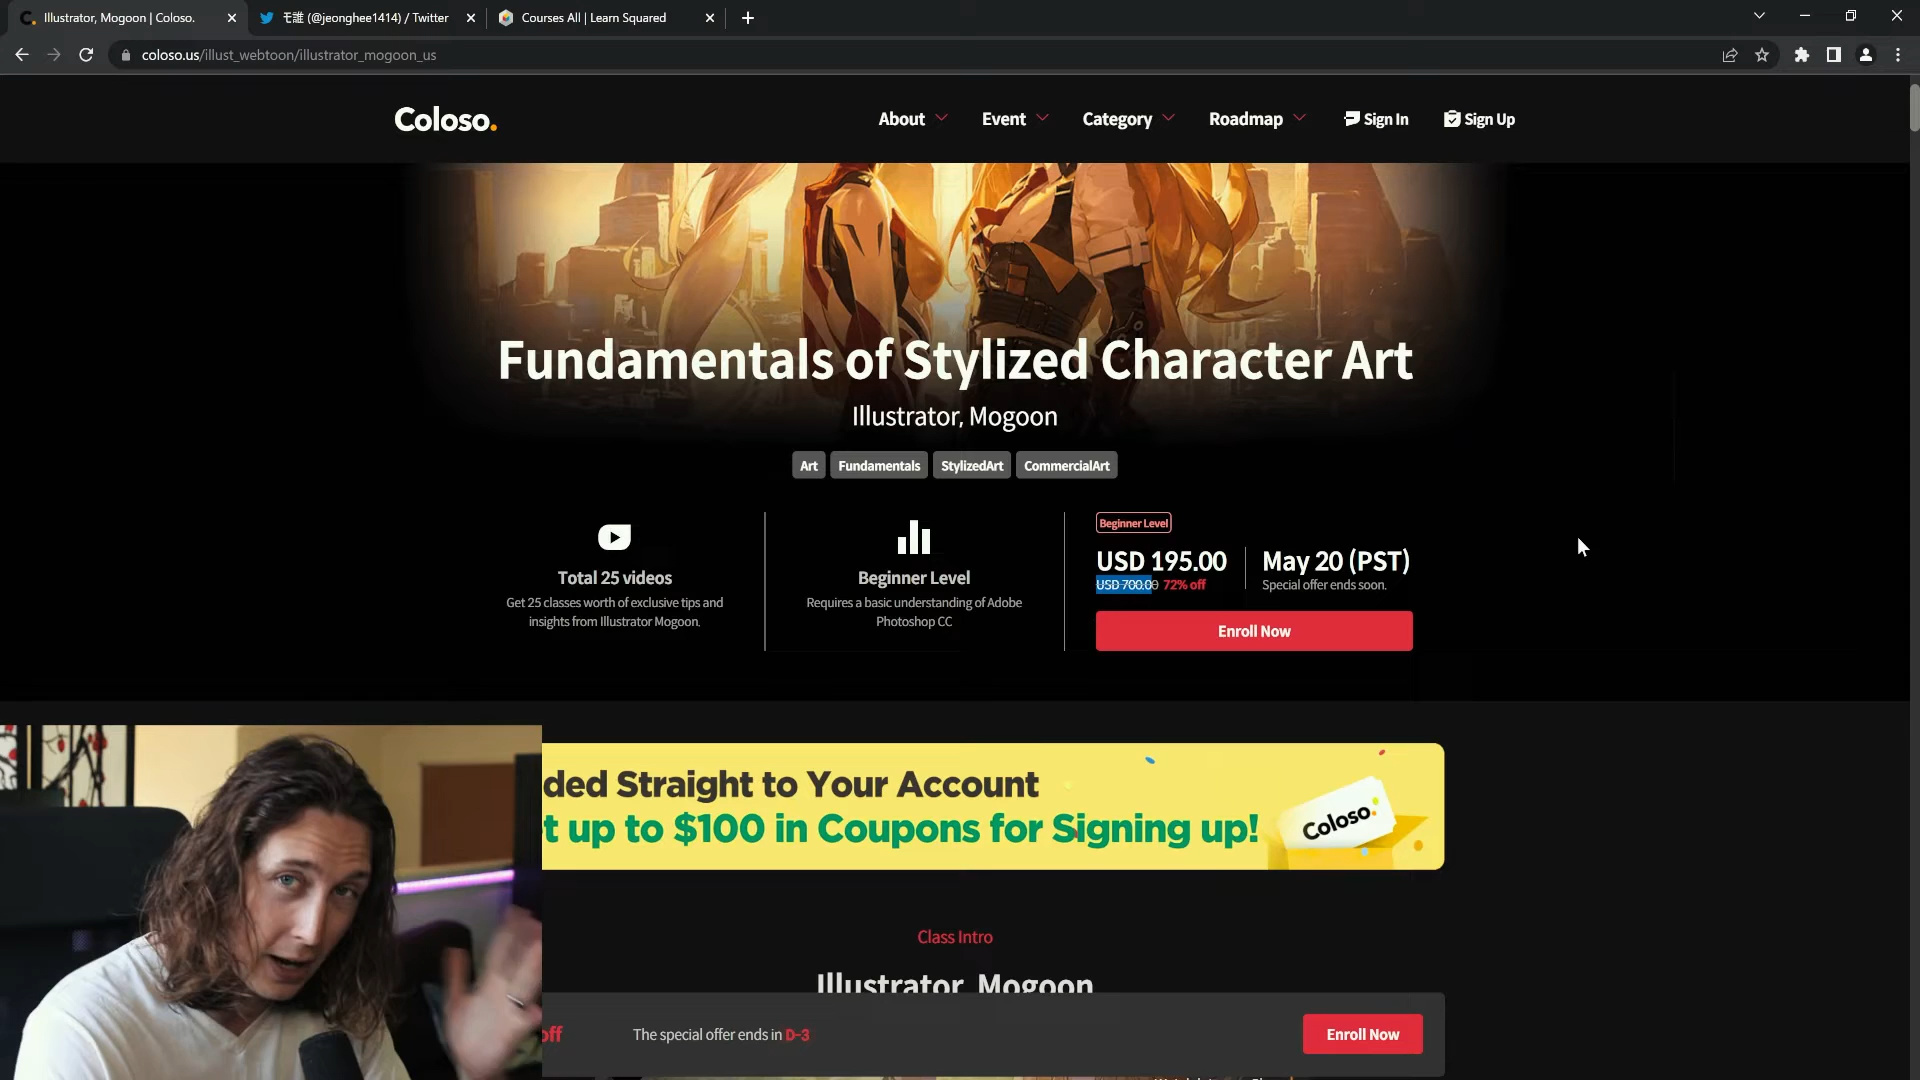 Illustrator, Mogoon | Coloso.
モ誰 (@jeonghee1414) / Twitter
Courses All | Learn Squared
coloso.us/illust_webtoon/illustrator_mogoon_us
Coloso.
About
Event
Category
Roadmap
Sign In
Sign Up
Fundamentals of Stylized Character Art
Illustrator, Mogoon
Art
Fundamentals
StylizedArt
CommercialArt
Total 25 videos
Get 25 classes worth of exclusive tips and
insights from Illustrator Mogoon.
Beginner Level
Requires a basic understanding of Adobe
Photoshop CC
Beginner Level
USD 195.00
USD 700.00 72% off
May 20 (PST)
Special offer ends soon.
Enroll Now
ded Straight to Your Account
t up to $100 in Coupons for Signing up!
Coloso.
Class Intro
Illustrator, Mogoon
off
The special offer ends in D-3
Enroll Now